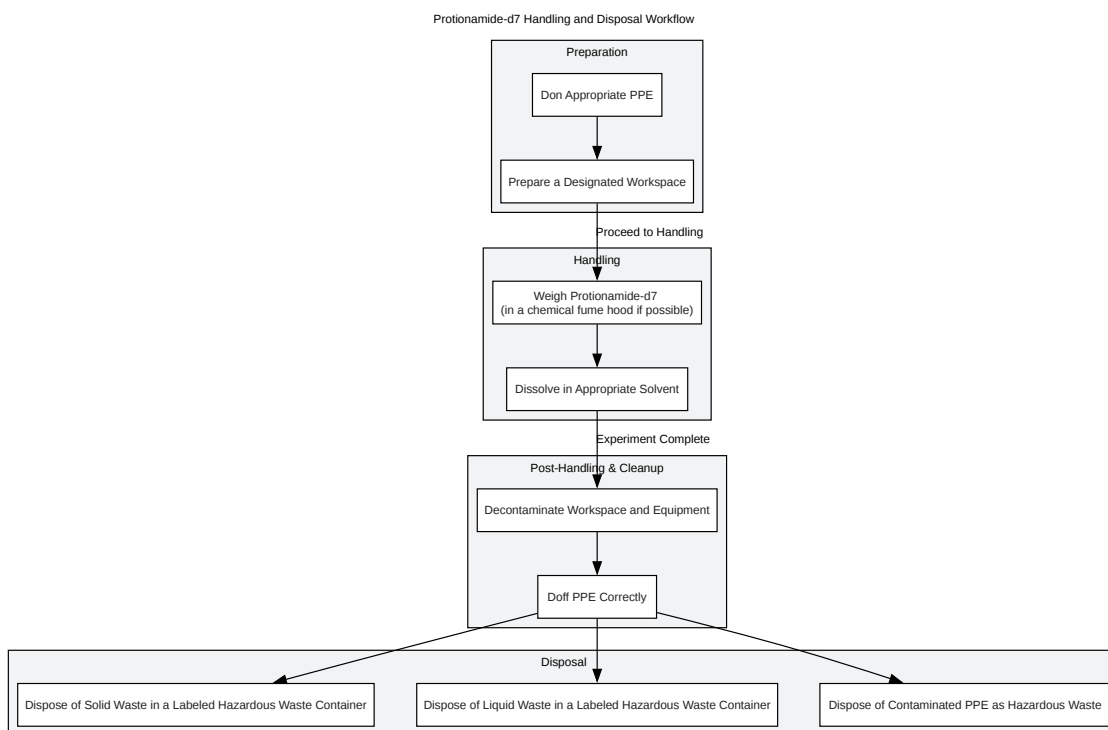 Protionamide-d7 Handling and Disposal Workflow
Preparation
Don Appropriate PPE
Prepare a Designated Workspace
Proceed to Handling
Handling
Weigh Protionamide-d7
(in a chemical fume hood if possible)
Dissolve in Appropriate Solvent
Experiment Complete
Post-Handling & Cleanup
Decontaminate Workspace and Equipment
Doff PPE Correctly
Disposal
Dispose of Solid Waste in a Labeled Hazardous Waste Container
Dispose of Liquid Waste in a Labeled Hazardous Waste Container
Dispose of Contaminated PPE as Hazardous Waste